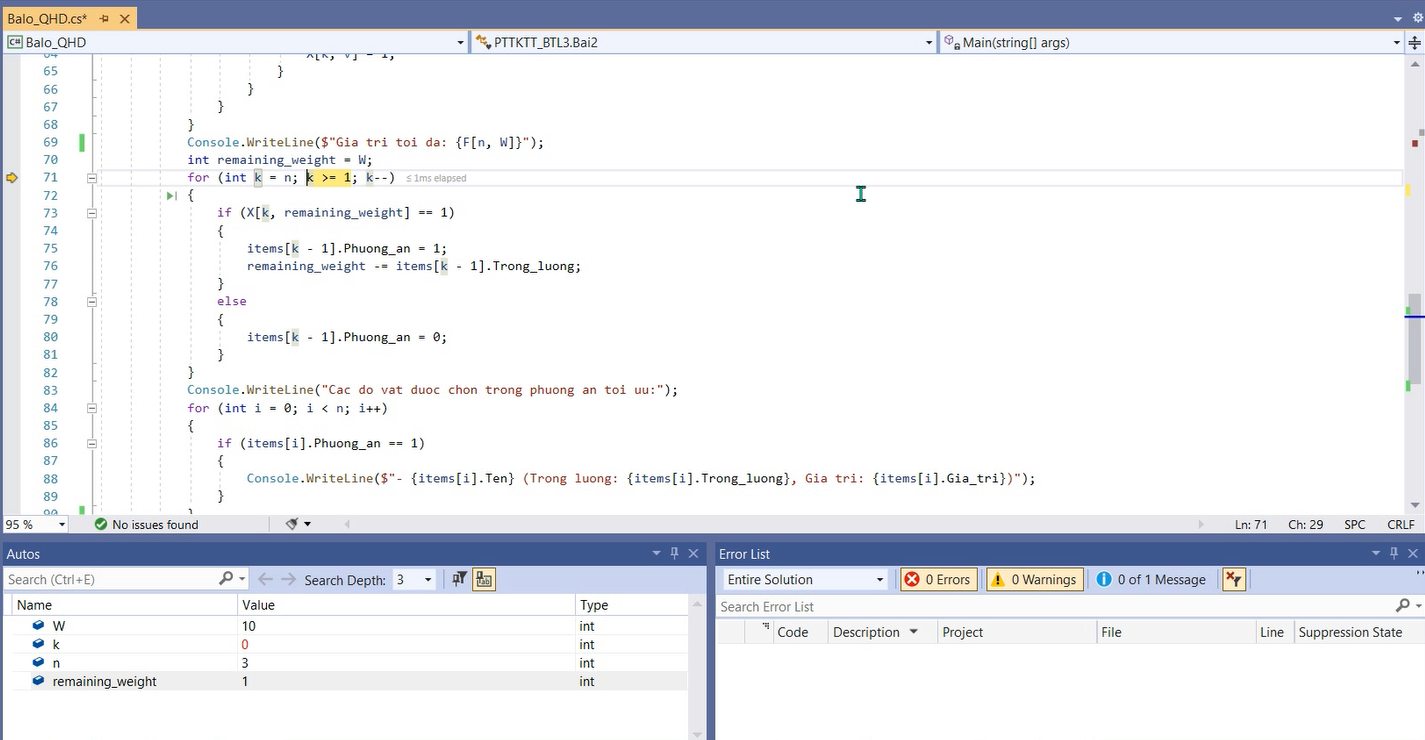 Balo_QHD.cs*
Balo_QHD
PTTKTT_BTL3.Bai2
Main(string[] args)
65 }
66 }
67 }
68 }
69 Console.WriteLine($"Gia tri toi da: {F[n, W]}");
70 int remaining_weight = W;
71 for (int k = n; k >= 1; k--) ≤ 1ms elapsed
72 {
73 if (X[k, remaining_weight] == 1)
74 {
75 items[k - 1].Phuong_an = 1;
76 remaining_weight -= items[k - 1].Trong_luong;
77 }
78 else
79 {
80 items[k - 1].Phuong_an = 0;
81 }
82 }
83 Console.WriteLine("Cac do vat duoc chon trong phuong an toi uu:");
84 for (int i = 0; i < n; i++)
85 {
86 if (items[i].Phuong_an == 1)
87 {
88 Console.WriteLine($"- {items[i].Ten} (Trong luong: {items[i].Trong_luong}, Gia tri: {items[i].Gia_tri})");
89 }
95 % No issues found Ln: 71 Ch: 29 SPC CRLF
Autos
Search (Ctrl+E) Search Depth: 3
Name Value Type
W 10 int
k 0 int
n 3 int
remaining_weight 1 int
Error List
Entire Solution 0 Errors 0 Warnings 0 of 1 Message
Search Error List
Code Description Project File Line Suppression State